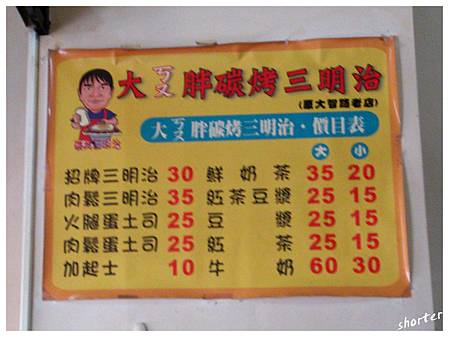 大ㄎㄡ胖碳烤三明治
(原大智路老店)
大ㄎㄡ胖碳烤三明治·價目表
大 小
招牌三明治 30 鮮奶茶 35 20
肉鬆三明治 35 紅茶豆漿 25 15
火腿蛋土司 25 豆漿 25 15
肉鬆蛋土司 25 紅茶 25 15
加起士 10 牛奶 60 30
shorter